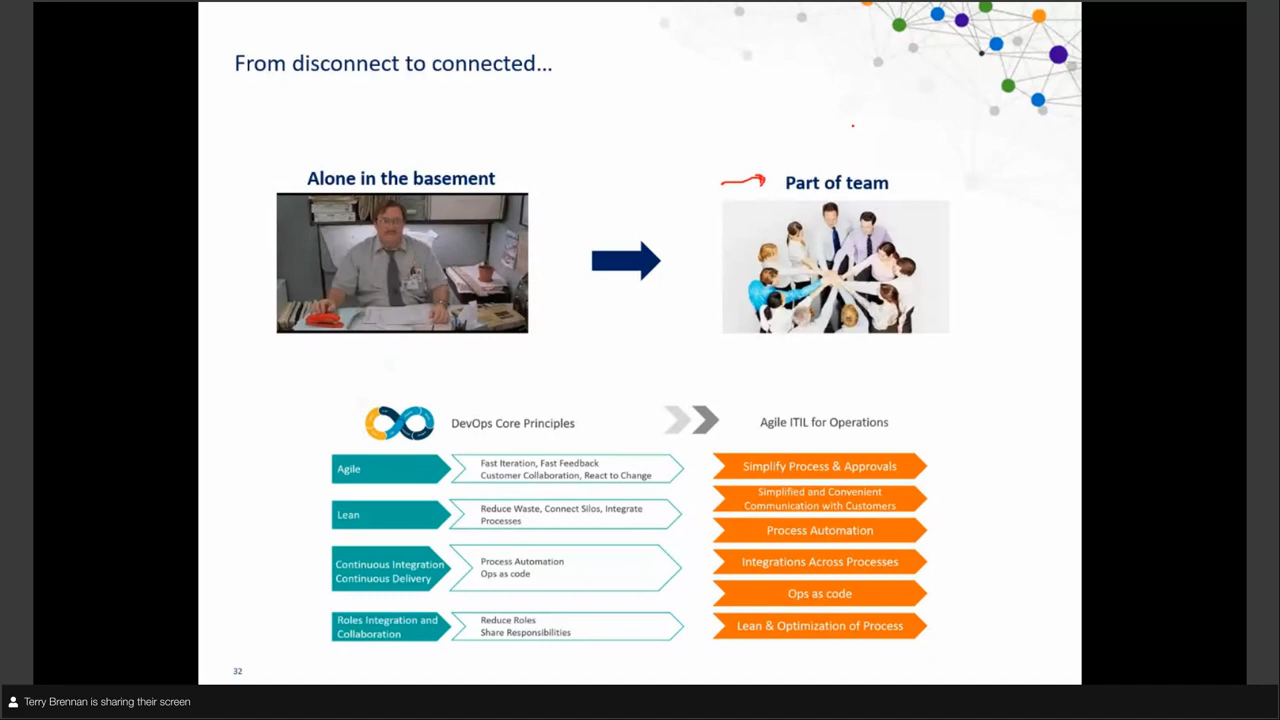 From disconnect to connected...
Alone in the basement
Part of team
DevOps Core Principles
Agile ITIL for Operations
Agile
Fast Iteration, Fast Feedback
Customer Collaboration, React to Change
Lean
Reduce Waste, Connect Silos, Integrate
Processes
Continuous Integration
Continuous Delivery
Process Automation
Ops as code
Roles Integration and
Collaboration
Reduce Roles
Share Responsibilities
Simplify Process & Approvals
Simplified and Convenient
Communication with Customers
Process Automation
Integrations Across Processes
Ops as code
Lean & Optimization of Process
32
Terry Brennan is sharing their screen